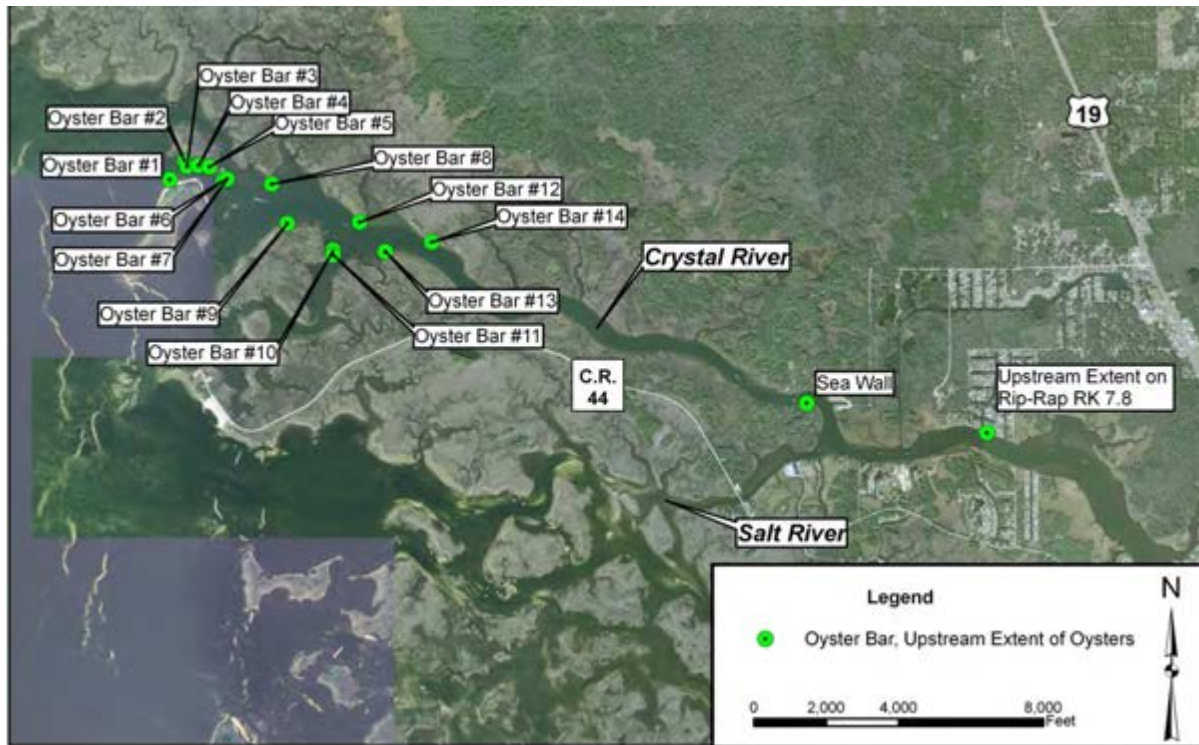 Oyster Bar #3
Oyster Bar #4
Oyster Bar #2
Oyster Bar #5
Oyster Bar #1
Oyster Bar #8
Oyster Bar #12
Oyster Bar #6
Oyster Bar #14
Oyster Bar #7
Crystal River
Oyster Bar #13
Oyster Bar #9
Oyster Bar #11
Oyster Bar #10
19
C.R.
44
Sea Wall
Upstream Extent on
Rip-Rap RK 7.8
Salt River
Legend
Oyster Bar, Upstream Extent of Oysters
N
0 2,000 4,000 8,000
Feet